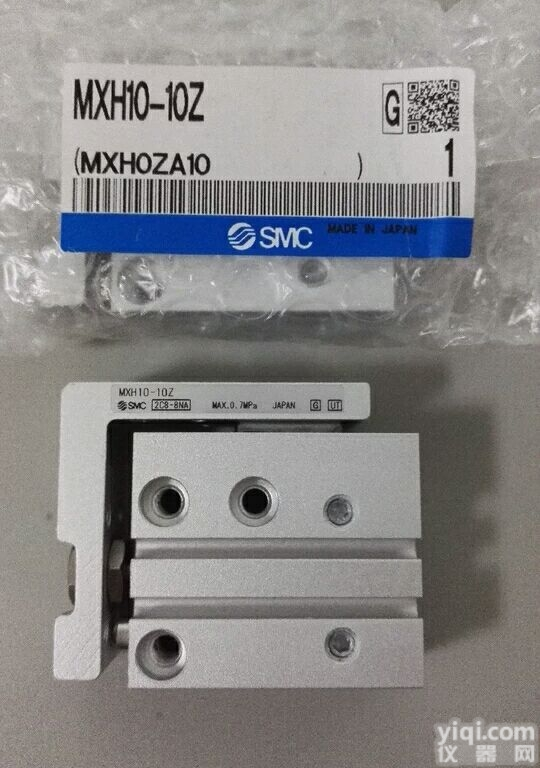 MXH10-10Z
G
(MXH0ZA10 )
1
SMC
MADE IN JAPAN
MXH10-10Z
SMC 2C8-8NA MAX.0.7MPa JAPAN G UT
yiqi.com
仪器网